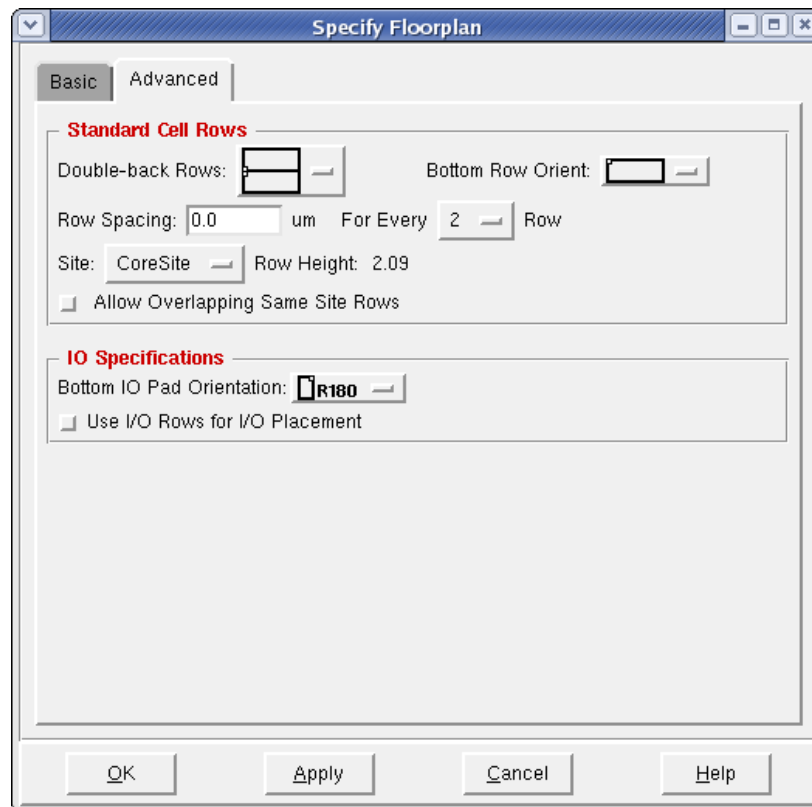 Specify Floorplan
Basic Advanced
Standard Cell Rows
Double-back Rows: Bottom Row Orient:
Row Spacing: 0.0 um For Every 2 Row
Site: CoreSite Row Height: 2.09
Allow Overlapping Same Site Rows
IO Specifications
Bottom IO Pad Orientation: R180
Use I/O Rows for I/O Placement
OK Apply Cancel Help